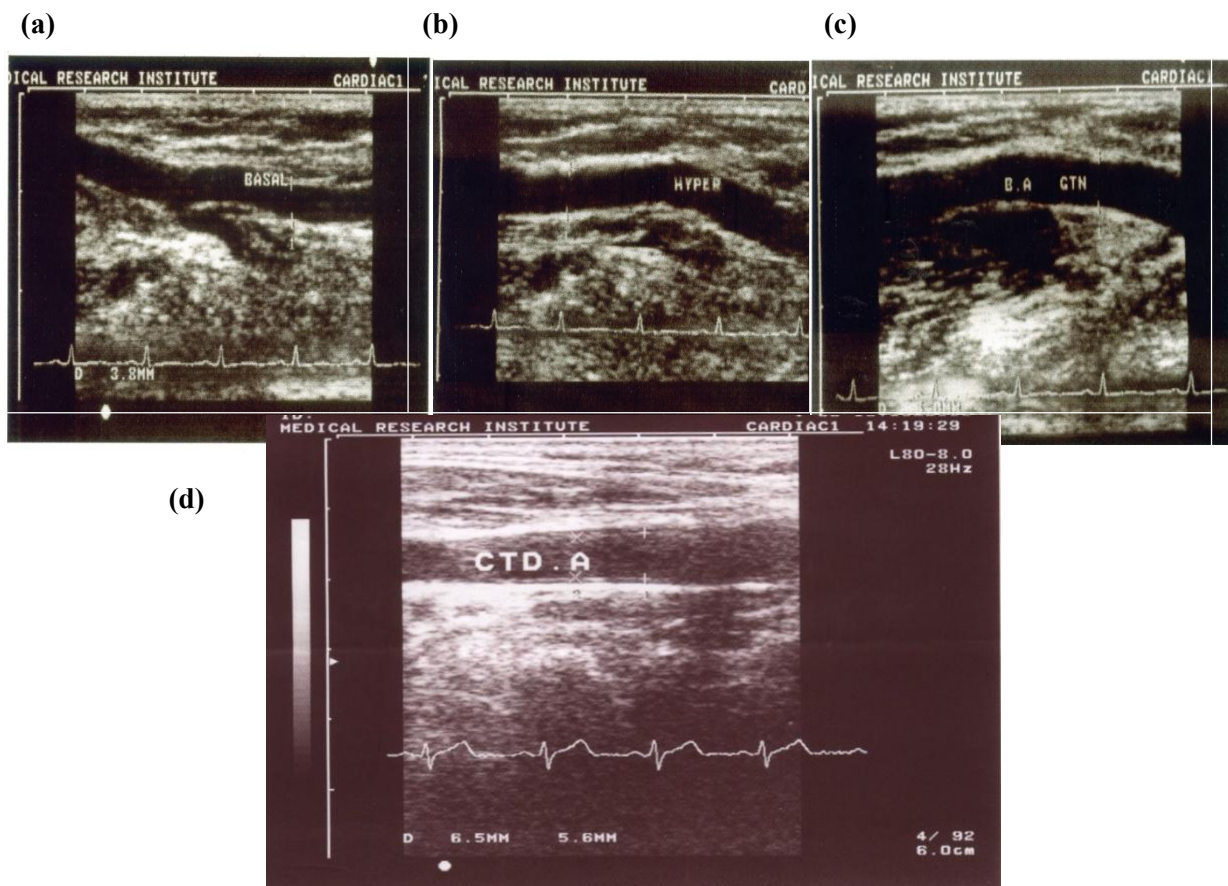 (a)
(b)
(c)
ICAL RESEARCH INSTITUTE CARDIAC1
BASAL
D 3.8MM
ICAL RESEARCH INSTITUTE CARD
HYPER
ICAL RESEARCH INSTITUTE CARDIAC1
B.A GTN
(d)
MEDICAL RESEARCH INSTITUTE CARDIAC1 14:19:29
L80-8.0
28Hz
CTD.A
D 6.5MM 5.6MM
4/ 92
6.0cm